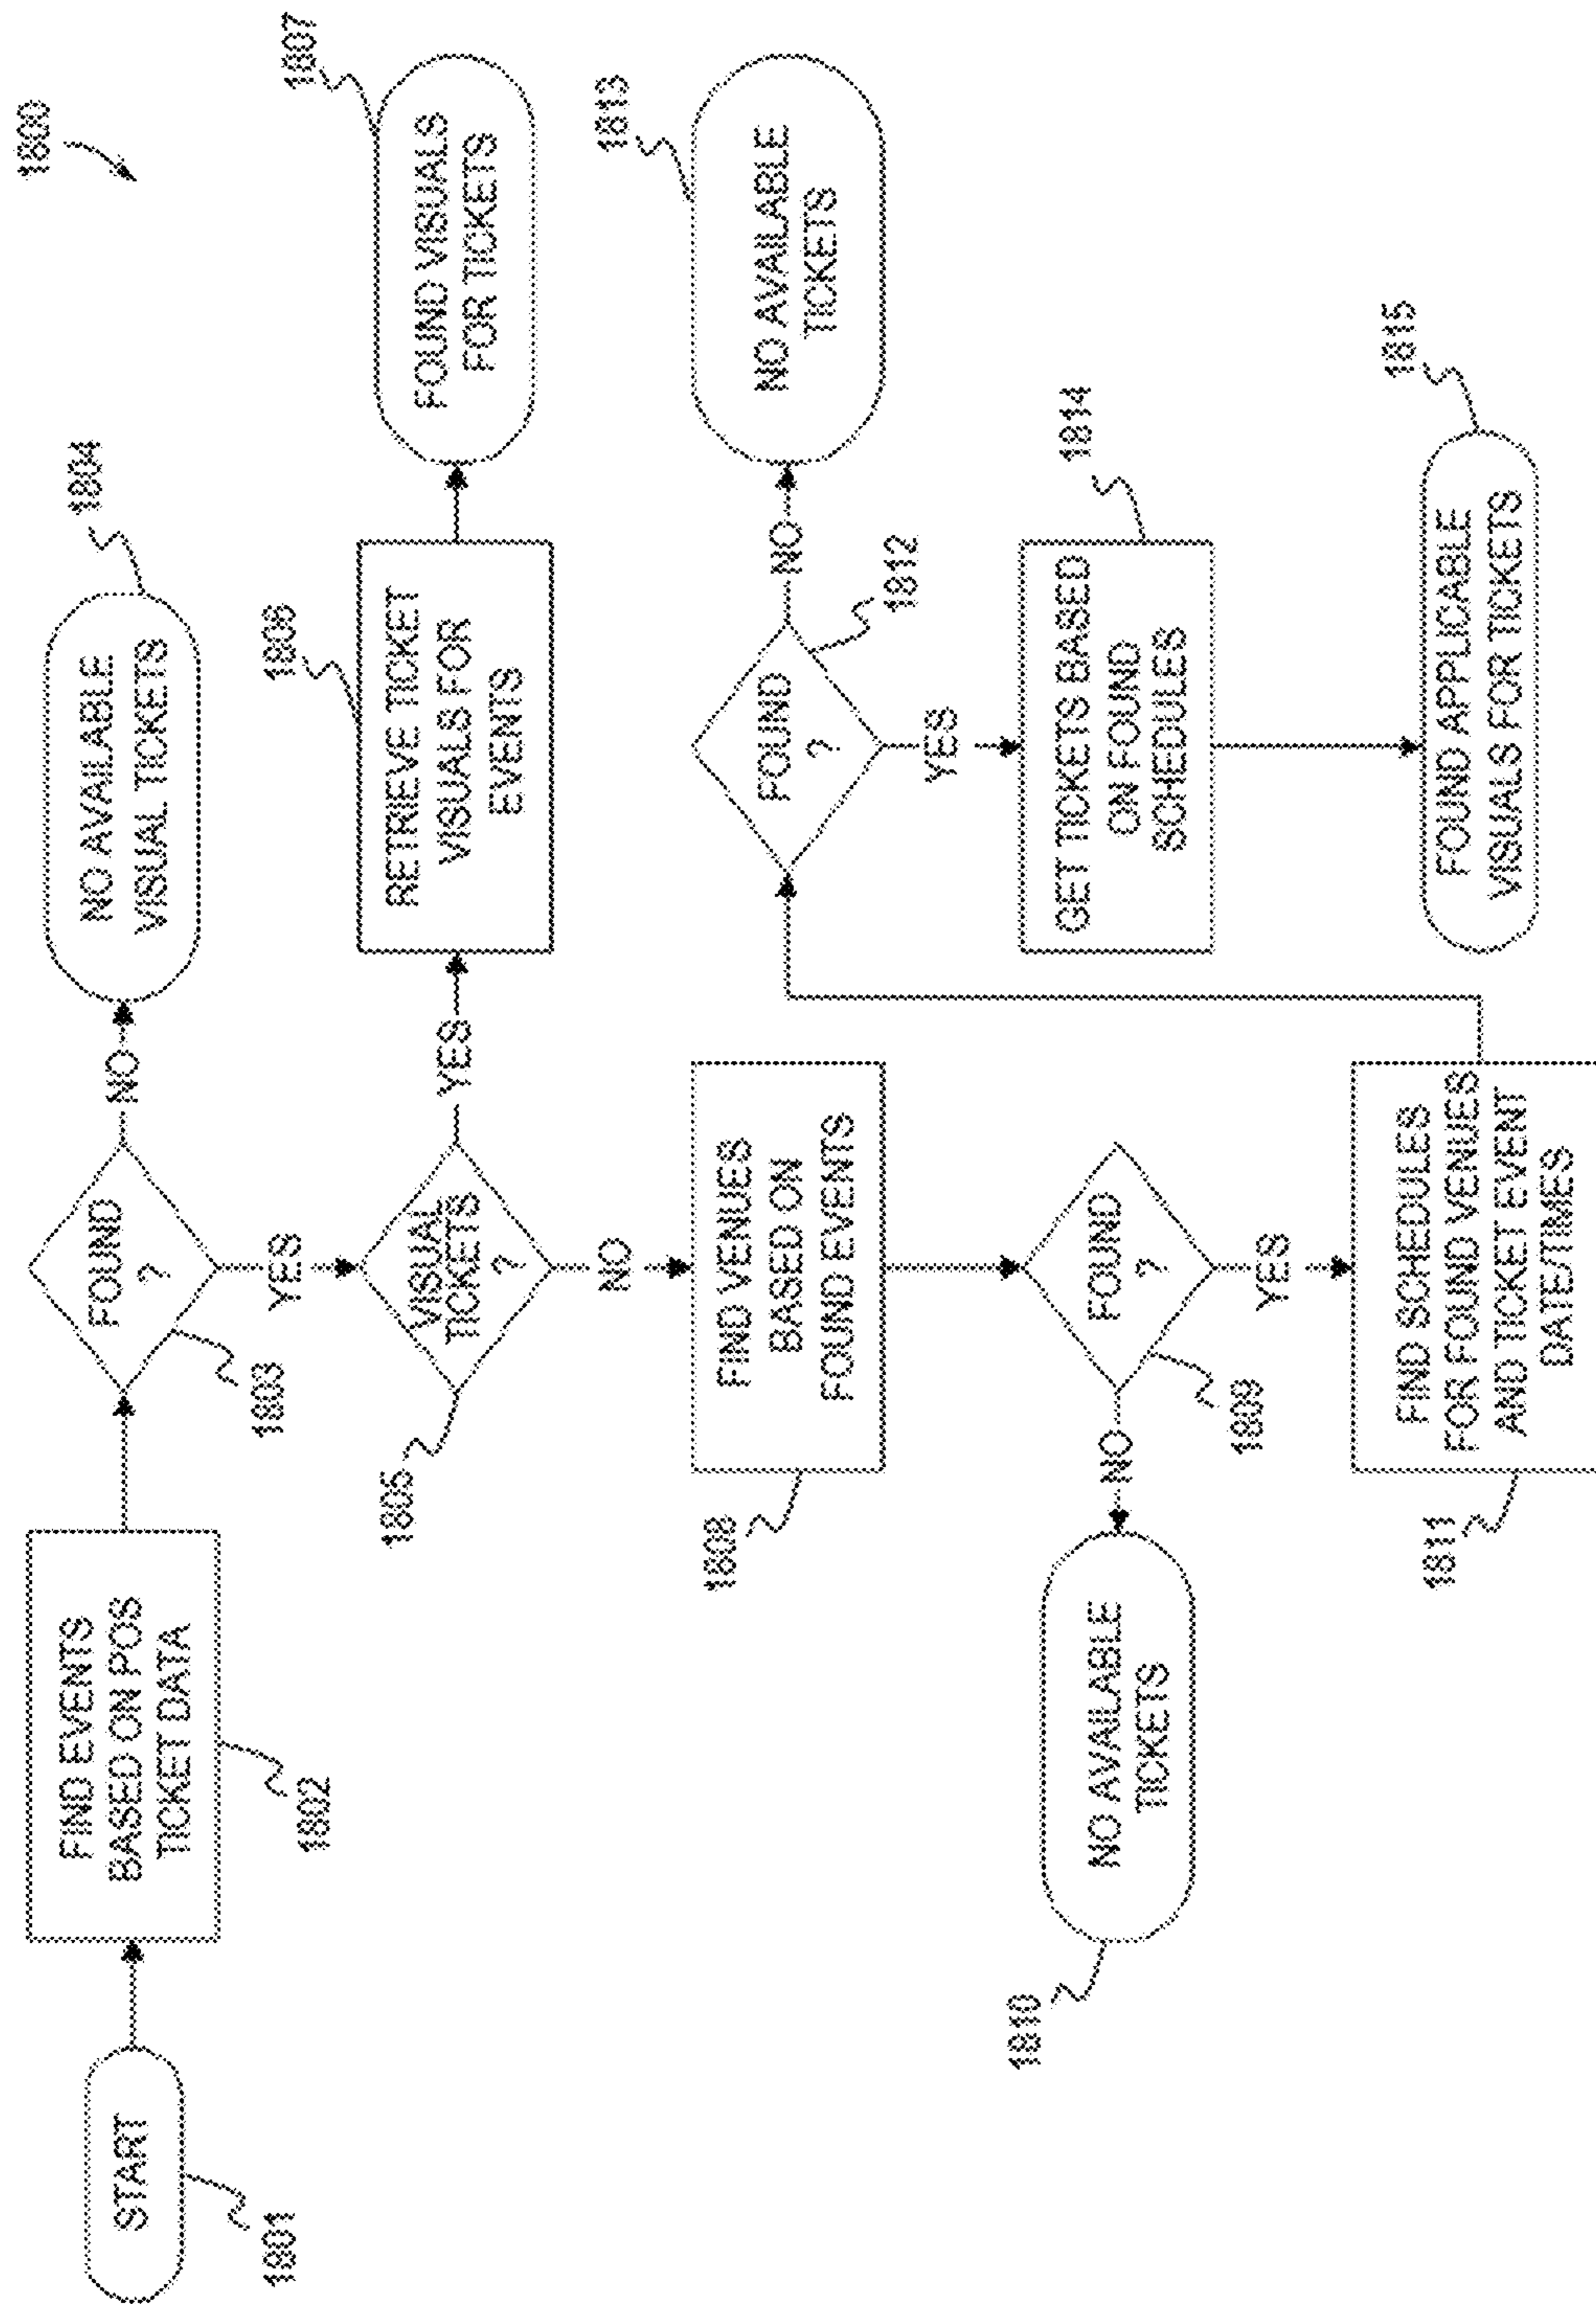 1800
START
1801
FIND EVENTS
BASED ON POS
TICKET DATA
1802
FOUND
?
1803
NO
NO AVAILABLE
VISUAL TICKETS
1804
YES
VISUAL
TICKETS
?
1805
YES
RETRIEVE TICKET
VISUALS FOR
EVENTS
1806
FOUND VISUALS
FOR TICKETS
1807
NO
FIND VENUES
BASED ON
FOUND EVENTS
1808
FOUND
?
1809
NO
NO AVAILABLE
TICKETS
1810
YES
FIND SCHEDULES
FOR FOUND VENUES
AND TICKET EVENT
DATE/TIMES
1811
FOUND
?
1812
NO
NO AVAILABLE
TICKETS
1813
YES
GET TICKETS BASED
ON FOUND
SCHEDULES
1814
FOUND APPLICABLE
VISUALS FOR TICKETS
1815